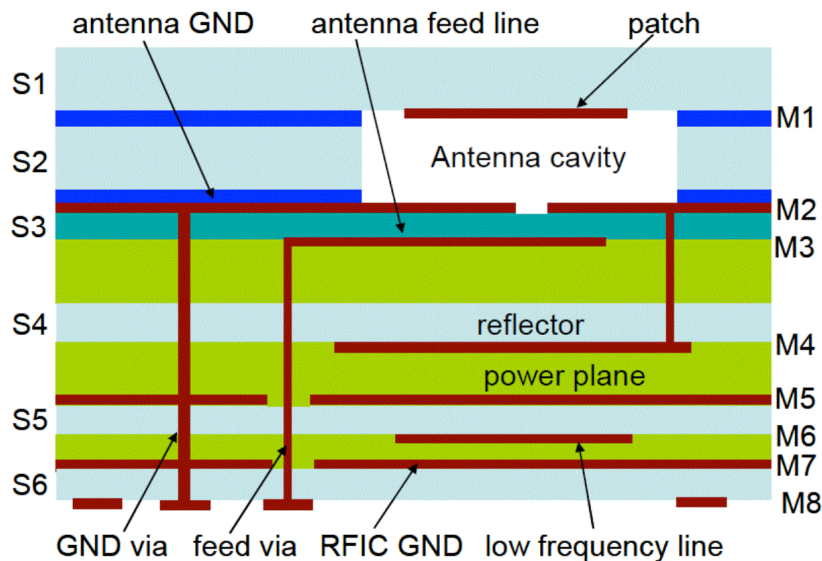 antenna GND antenna feed line patch
S1
M1
S2
Antenna cavity
M2
S3
M3
S4
reflector
M4
power plane
M5
S5
M6
M7
S6
M8
GND via feed via RFIC GND low frequency line